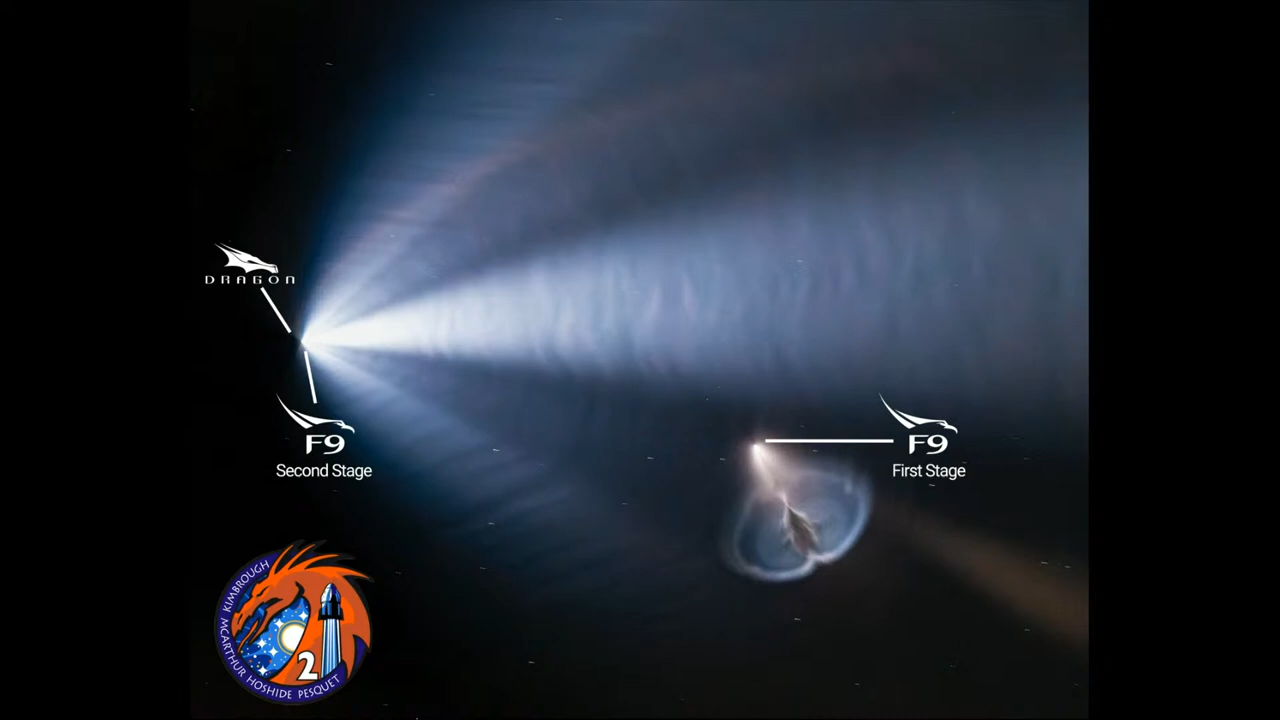 DRAGON
F9
Second Stage
F9
First Stage
KIMBROUGH
MCARTHUR HOSHIDE PESQUET
2